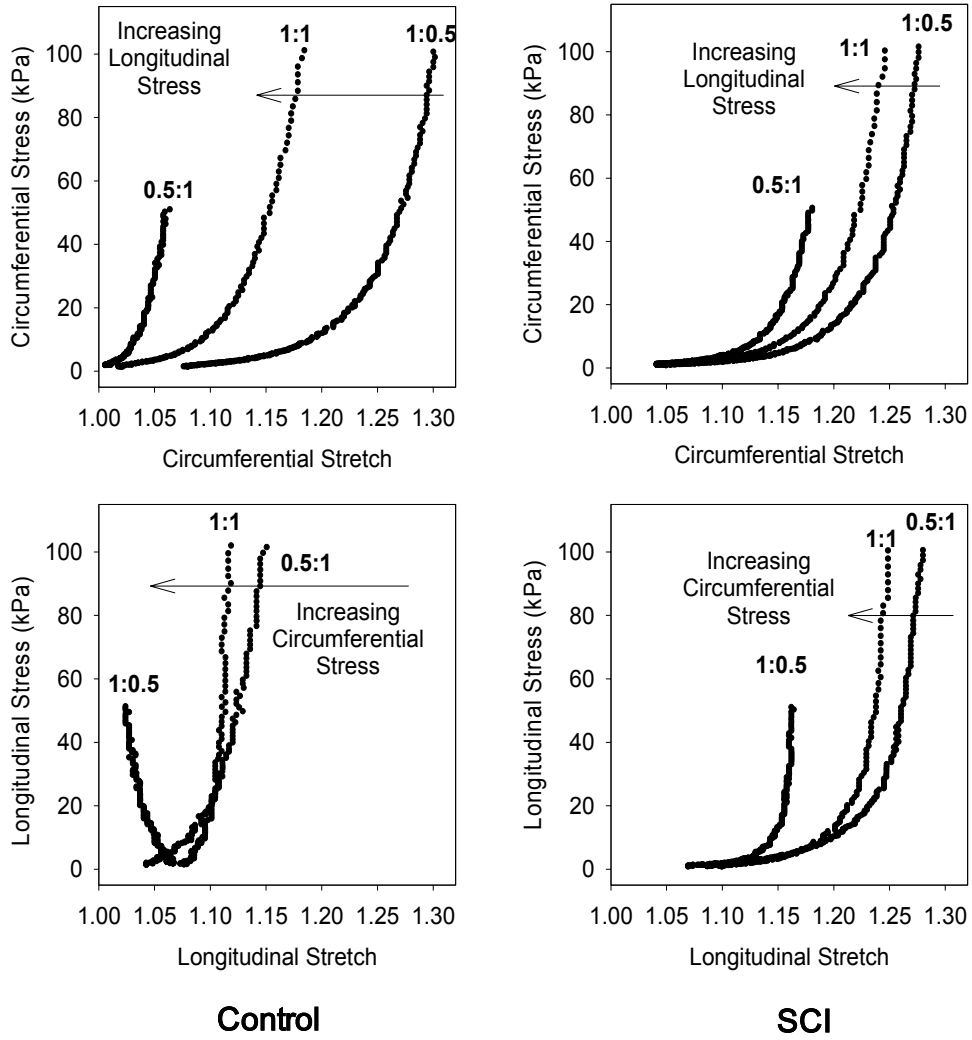 Increasing
Longitudinal
Stress
1:1
1:0.5
0.5:1
Circumferential Stress (kPa)
100
80
60
40
20
0
1.00 1.05 1.10 1.15 1.20 1.25 1.30
Circumferential Stretch
Increasing
Longitudinal
Stress
1:1
1:0.5
0.5:1
Circumferential Stress (kPa)
100
80
60
40
20
0
1.00 1.05 1.10 1.15 1.20 1.25 1.30
Circumferential Stretch
1:1
0.5:1
Increasing
Circumferential
Stress
1:0.5
Longitudinal Stress (kPa)
100
80
60
40
20
0
1.00 1.05 1.10 1.15 1.20 1.25 1.30
Longitudinal Stretch
Control
0.5:1
1:1
Increasing
Circumferential
Stress
1:0.5
Longitudinal Stress (kPa)
100
80
60
40
20
0
1.00 1.05 1.10 1.15 1.20 1.25 1.30
Longitudinal Stretch
SCI